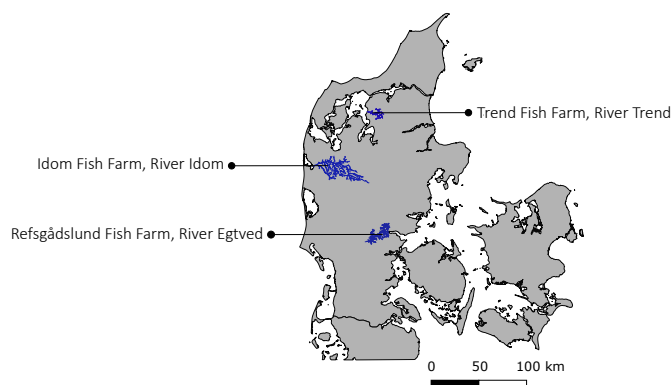 Trend Fish Farm, River Trend
Idom Fish Farm, River Idom
Refsgådslund Fish Farm, River Egtved
0 50 100 km